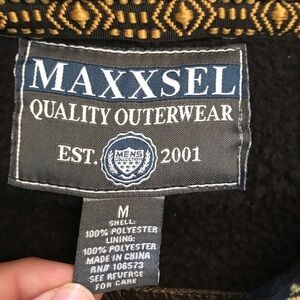 MAXXSEL
QUALITY OUTERWEAR
EST. MENS 2001
M
SHELL:
100% POLYESTER
LINING:
100% POLYESTER
MADE IN CHINA
RN# 106573
SEE REVERSE
FOR CARE